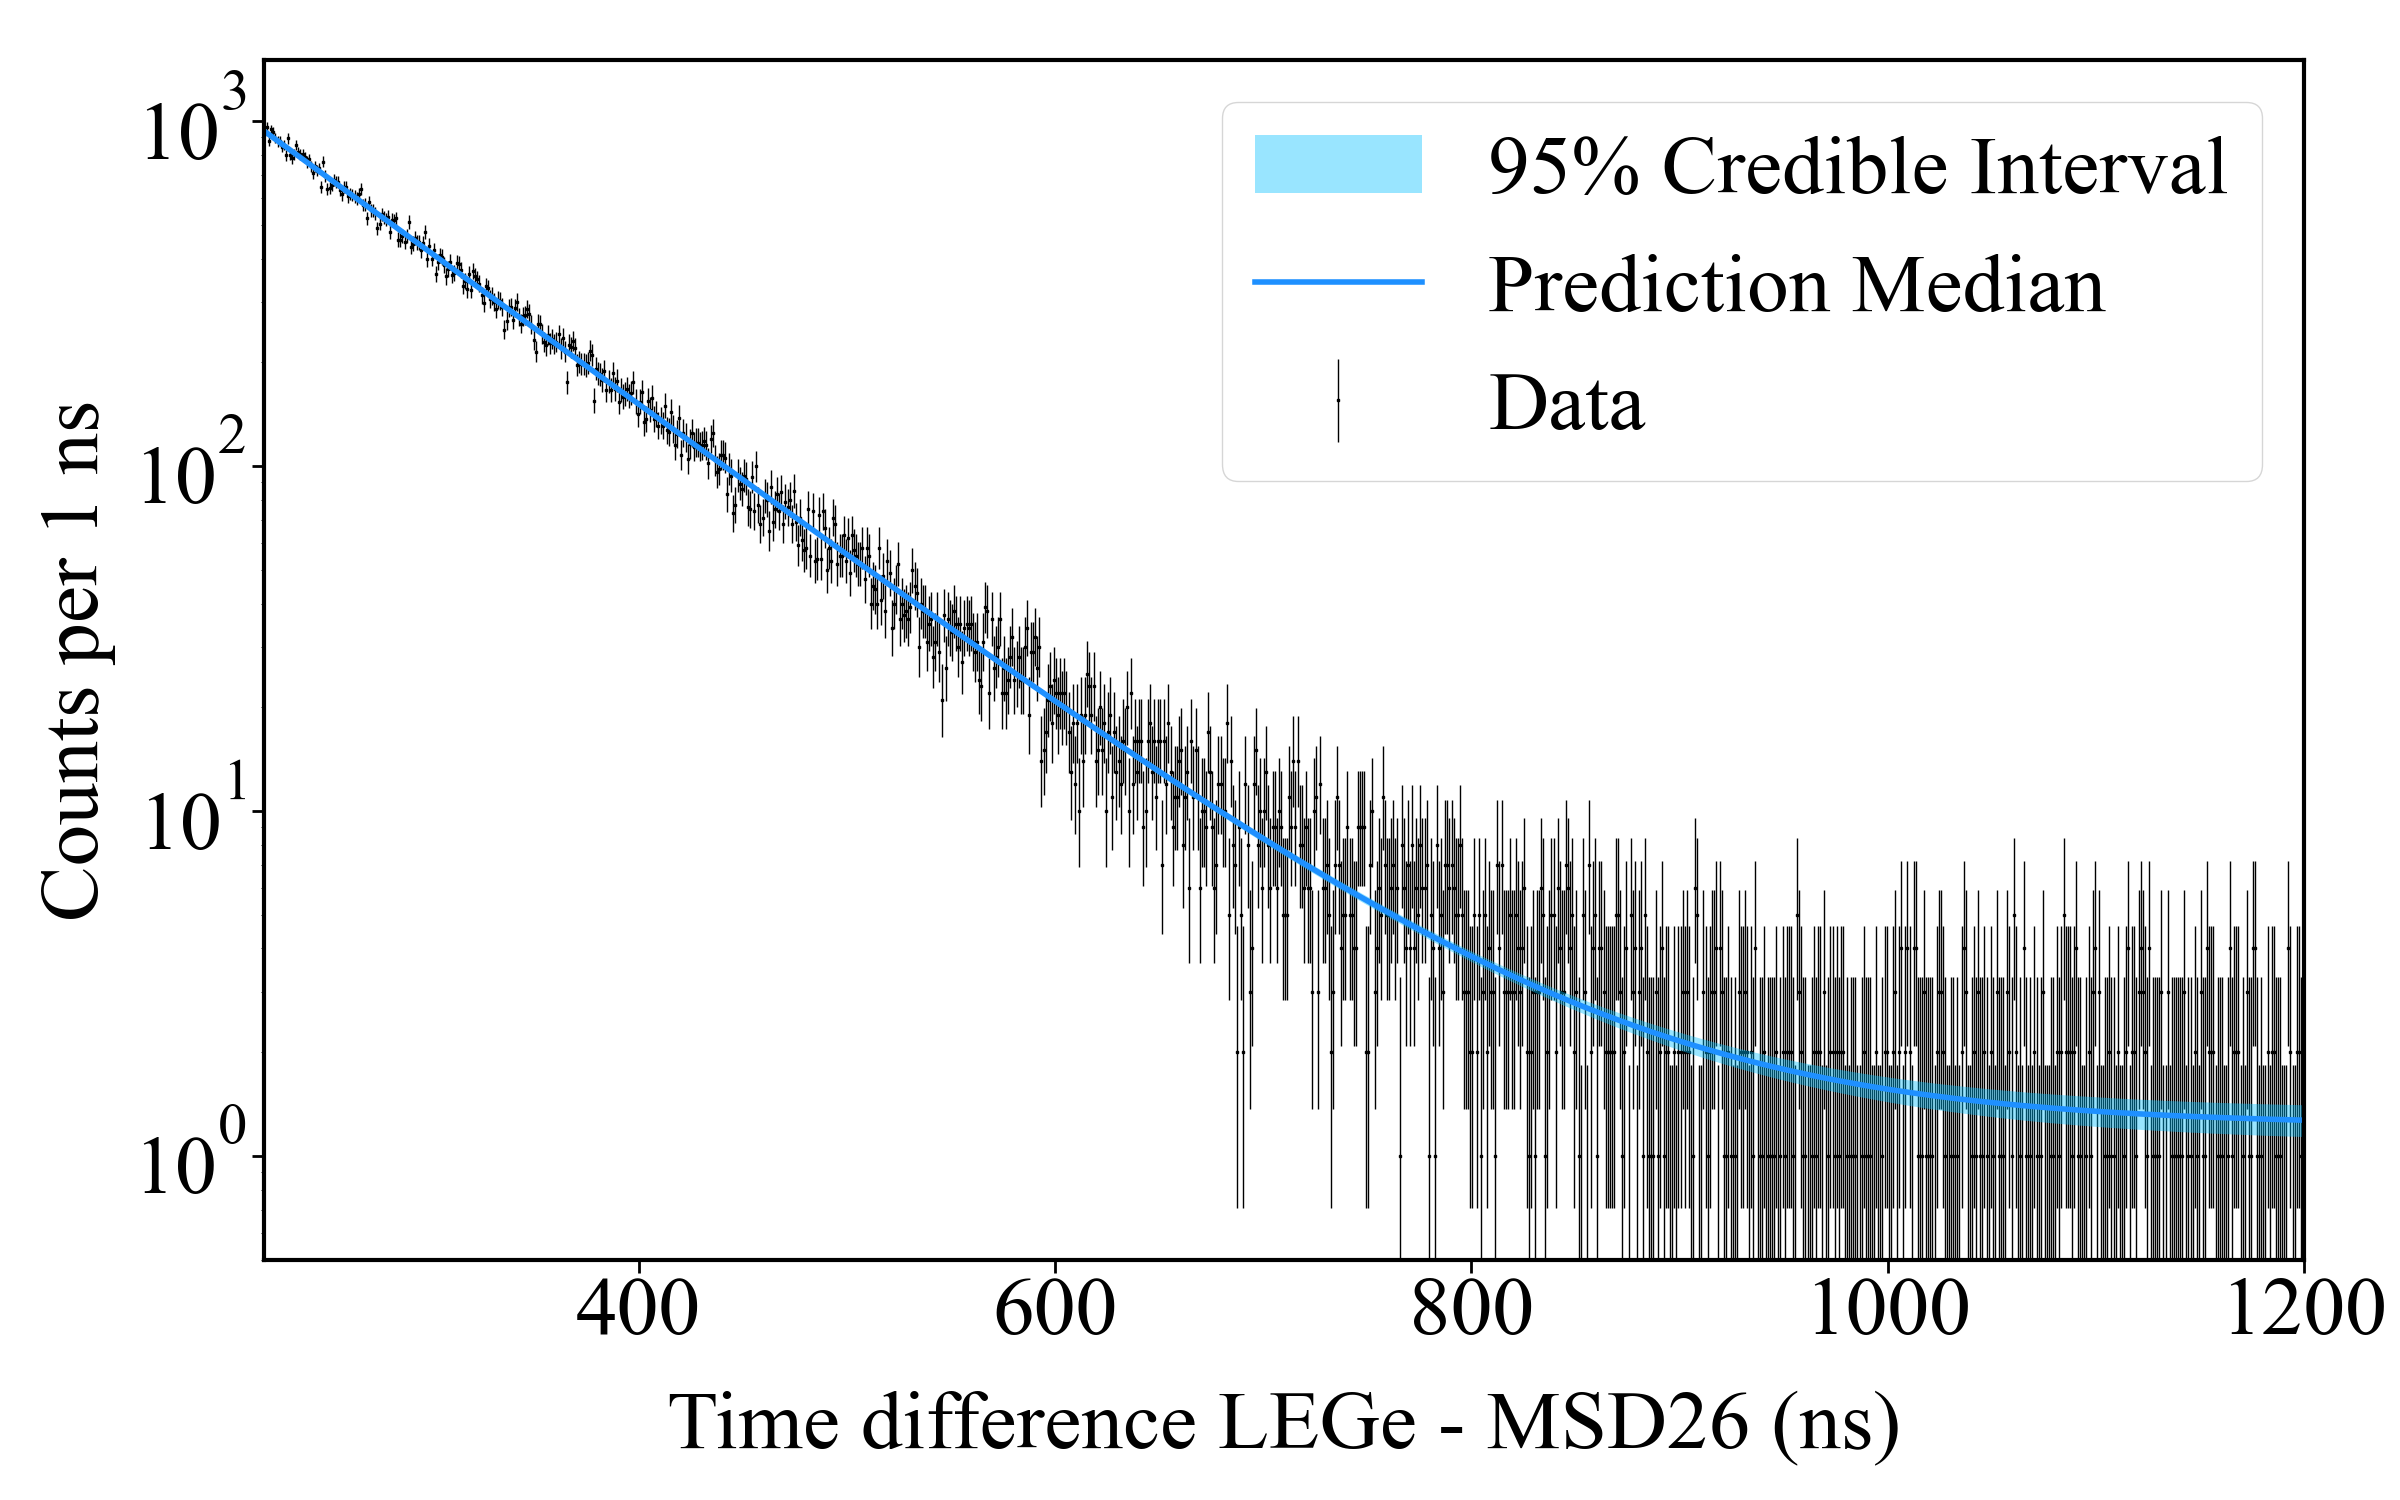 10^3
10^2
10^1
10^0
Counts per 1 ns
95% Credible Interval
Prediction Median
Data
400 600 800 1000 1200
Time difference LEGe - MSD26 (ns)